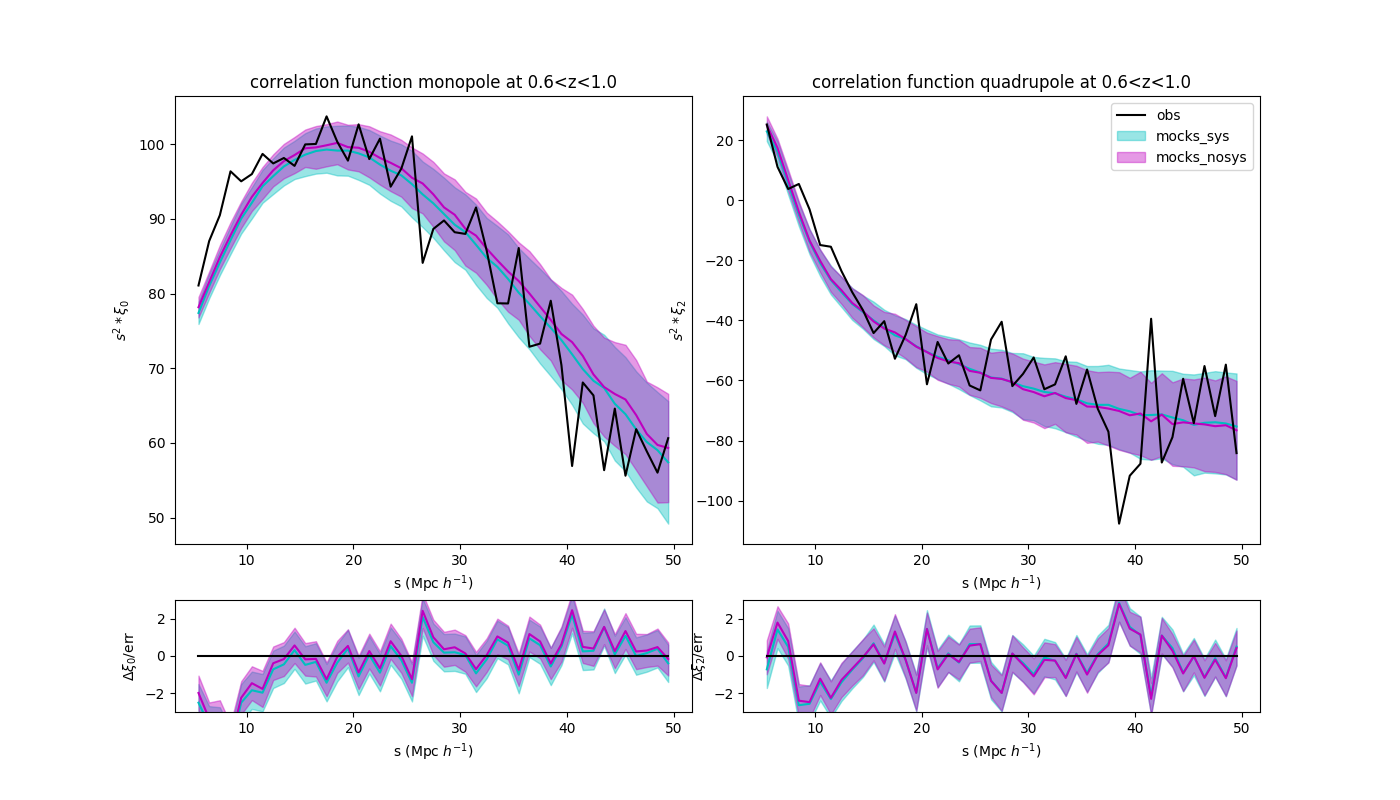 correlation function monopole at 0.6<z<1.0
s² * ξ₀
100
90
80
70
60
50
10 20 30 40 50
s (Mpc h⁻¹)
correlation function quadrupole at 0.6<z<1.0
obs
mocks_sys
mocks_nosys
s² * ξ₂
20
0
−20
−40
−60
−80
−100
10 20 30 40 50
s (Mpc h⁻¹)
Δξ₀/err
2
0
−2
10 20 30 40 50
s (Mpc h⁻¹)
Δξ₂/err
2
0
−2
10 20 30 40 50
s (Mpc h⁻¹)